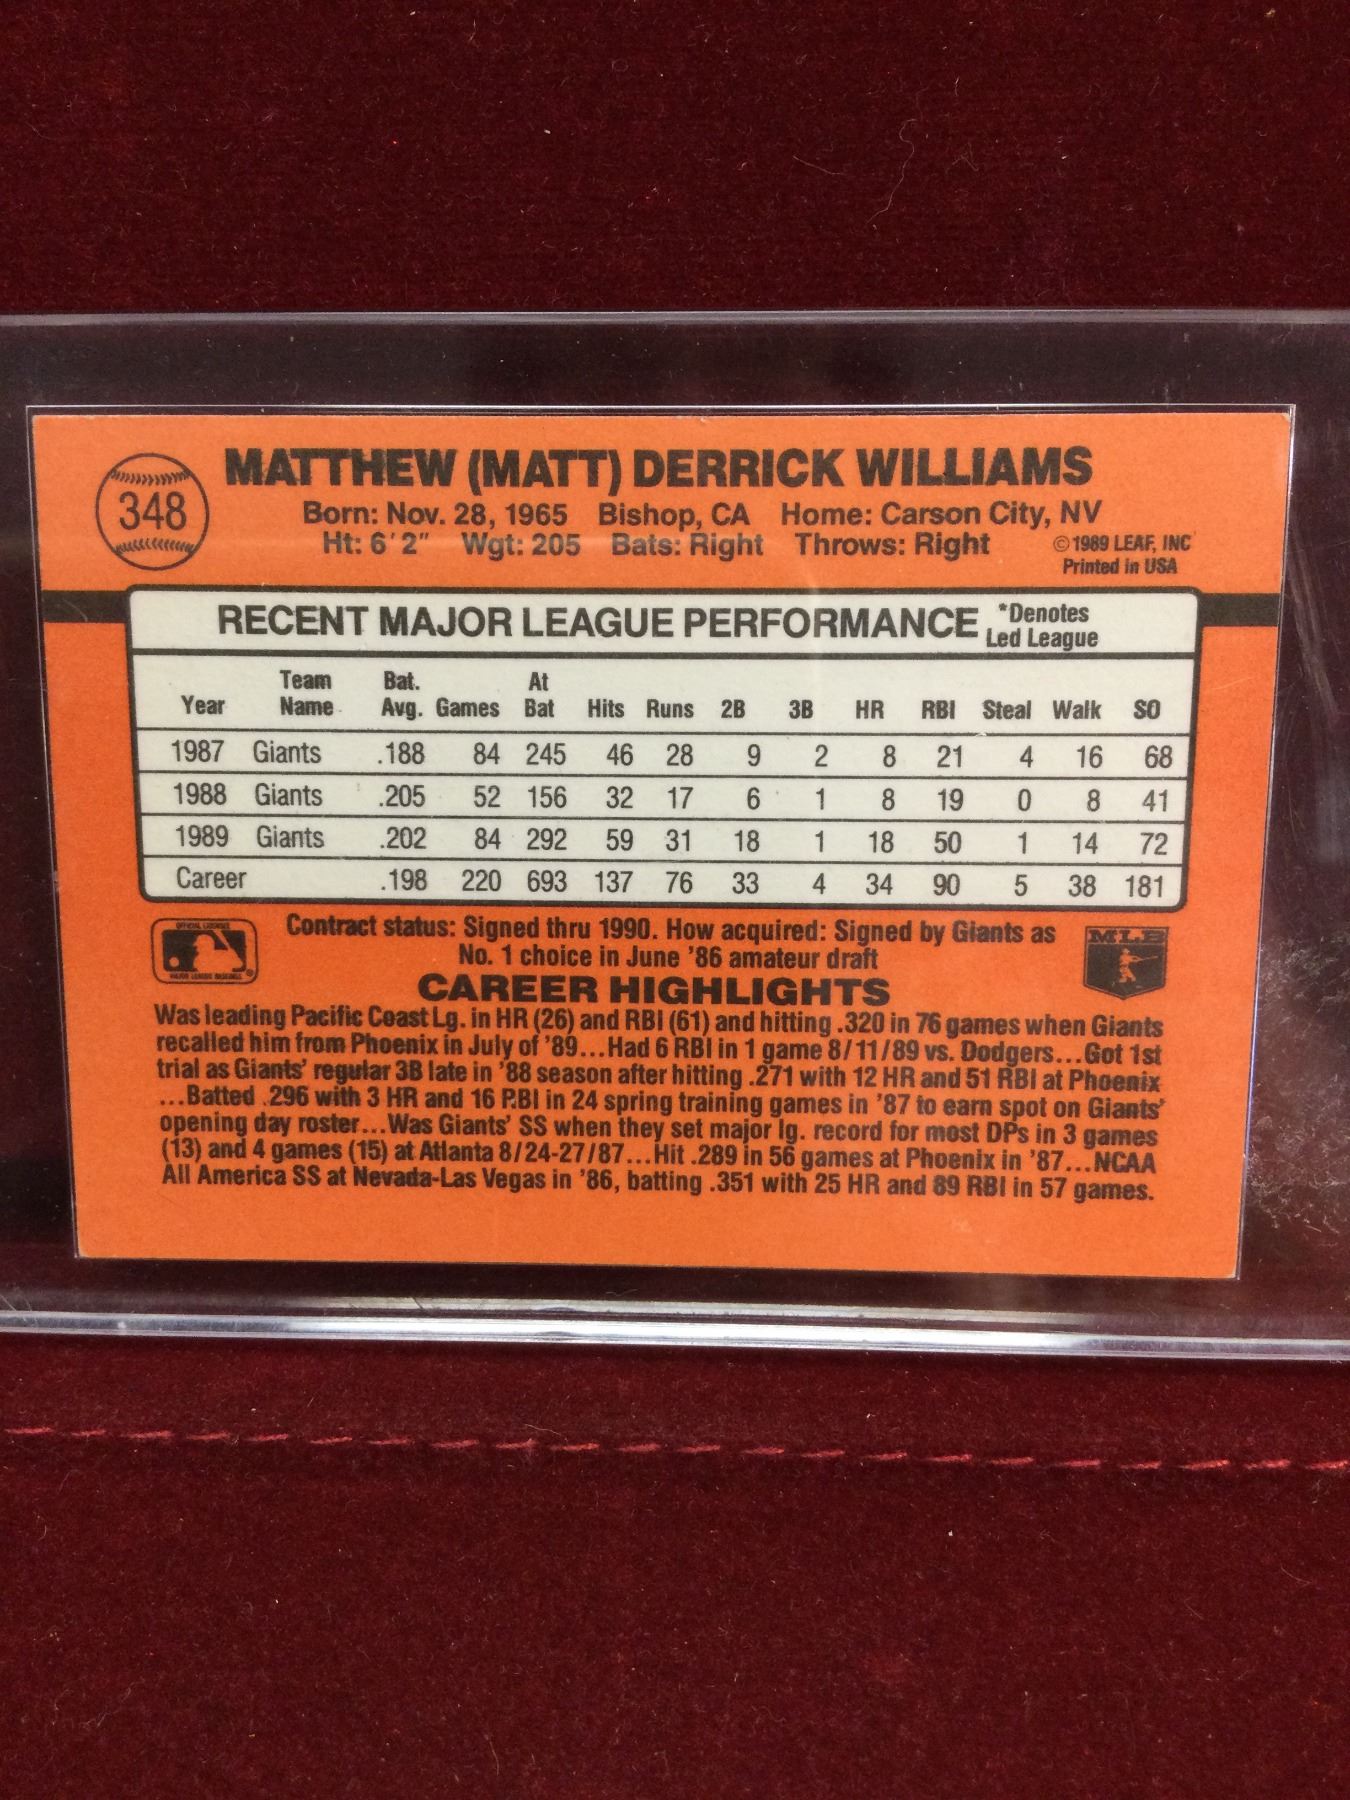 348
MATTHEW (MATT) DERRICK WILLIAMS
Born: Nov. 28, 1965 Bishop, CA Home: Carson City, NV
Ht: 6' 2" Wgt: 205 Bats: Right Throws: Right
©1989 LEAF, INC
Printed in USA
RECENT MAJOR LEAGUE PERFORMANCE *Denotes
Led League
Year Team Name Bat. Avg. Games At Bat Hits Runs 2B 3B HR RBI Steal Walk SO
1987 Giants .188 84 245 46 28 9 2 8 21 4 16 68
1988 Giants .205 52 156 32 17 6 1 8 19 0 8 41
1989 Giants .202 84 292 59 31 18 1 18 50 1 14 72
Career .198 220 693 137 76 33 4 34 90 5 38 181
OFFICIAL LICENSEE
MAJOR LEAGUE BASEBALL
Contract status: Signed thru 1990. How acquired: Signed by Giants as
No. 1 choice in June '86 amateur draft
CAREER HIGHLIGHTS
Was leading Pacific Coast Lg. in HR (26) and RBI (61) and hitting .320 in 76 games when Giants
recalled him from Phoenix in July of '89...Had 6 RBI in 1 game 8/11/89 vs. Dodgers...Got 1st
trial as Giants' regular 3B late in '88 season after hitting .271 with 12 HR and 51 RBI at Phoenix
...Batted .296 with 3 HR and 16 RBI in 24 spring training games in '87 to earn spot on Giants'
opening day roster...Was Giants' SS when they set major lg. record for most DPs in 3 games
(13) and 4 games (15) at Atlanta 8/24-27/87...Hit .289 in 56 games at Phoenix in '87...NCAA
All America SS at Nevada-Las Vegas in '86, batting .351 with 25 HR and 89 RBI in 57 games.